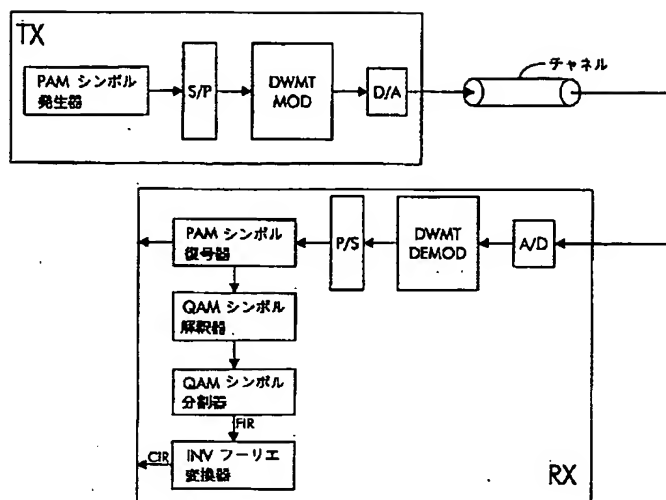 TX
PAM シンボル
発生器
S/P
DWMT
MOD
D/A
チャネル
PAM シンボル
復号器
P/S
DWMT
DEMOD
A/D
QAM シンボル
解釈器
QAM シンボル
分割器
FIR
CIR
INV フーリエ
変換器
RX